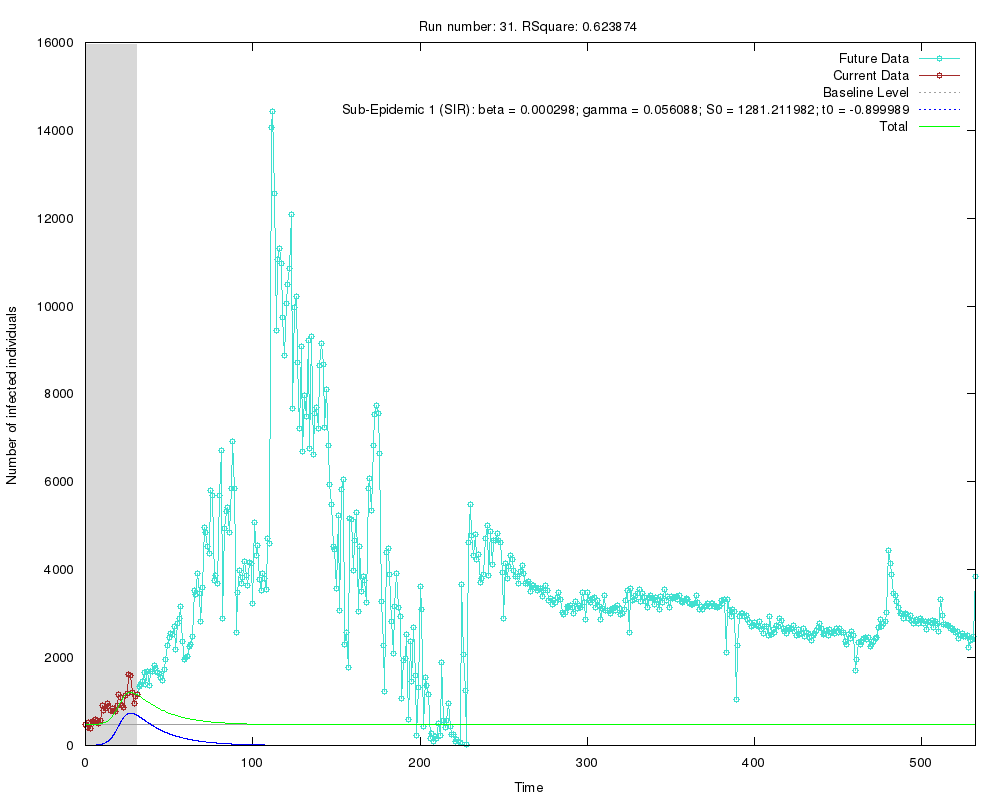 Run number: 31. RSquare: 0.623874
Future Data
Current Data
Baseline Level
Sub-Epidemic 1 (SIR): beta = 0.000298; gamma = 0.056088; S0 = 1281.211982; t0 = -0.899989
Total
Number of infected individuals
16000
14000
12000
10000
8000
6000
4000
2000
0
0 100 200 300 400 500
Time